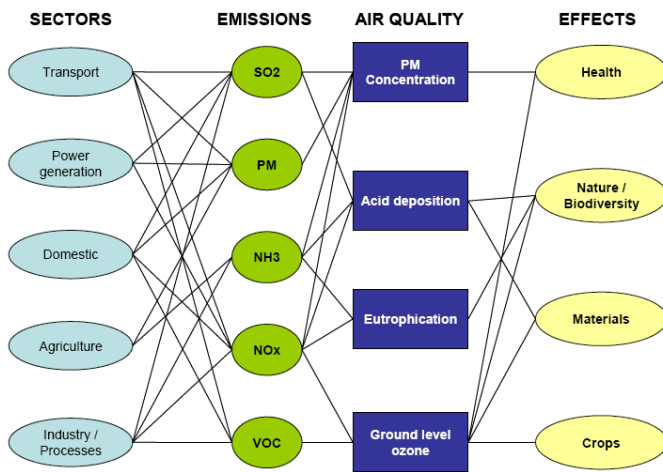 SECTORS
EMISSIONS
AIR QUALITY
EFFECTS
Transport
SO2
PM
Concentration
Health
Power
generation
PM
Acid deposition
Nature /
Biodiversity
Domestic
NH3
Eutrophication
Materials
Agriculture
NOx
Industry /
Processes
VOC
Ground level
ozone
Crops